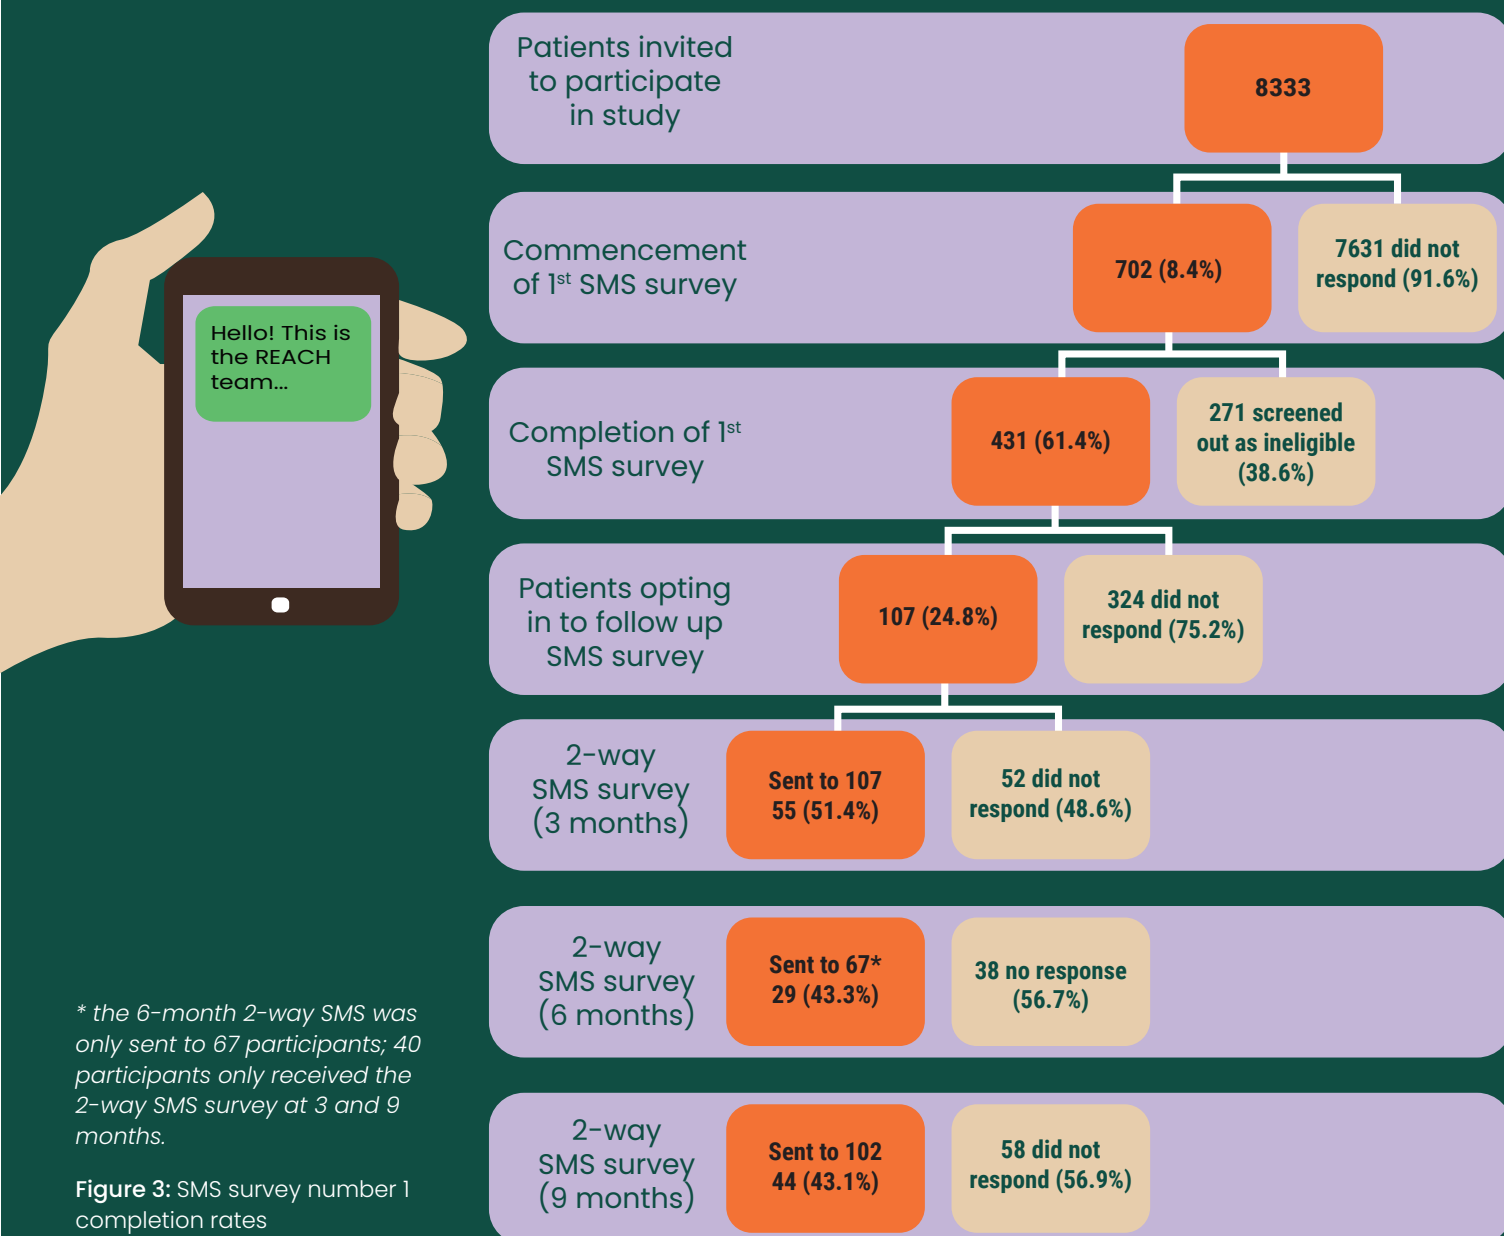 Patients invited
to participate
in study
8333
Commencement
of 1st SMS survey
702 (8.4%)
7631 did not
respond (91.6%)
Hello! This is
the REACH
team...
Completion of 1st
SMS survey
431 (61.4%)
271 screened
out as ineligible
(38.6%)
Patients opting
in to follow up
SMS survey
107 (24.8%)
324 did not
respond (75.2%)
2-way
SMS survey
(3 months)
Sent to 107
55 (51.4%)
52 did not
respond (48.6%)
2-way
SMS survey
(6 months)
Sent to 67*
29 (43.3%)
38 no response
(56.7%)
2-way
SMS survey
(9 months)
Sent to 102
44 (43.1%)
58 did not
respond (56.9%)
* the 6-month 2-way SMS was
only sent to 67 participants; 40
participants only received the
2-way SMS survey at 3 and 9
months.
Figure 3: SMS survey number 1
completion rates